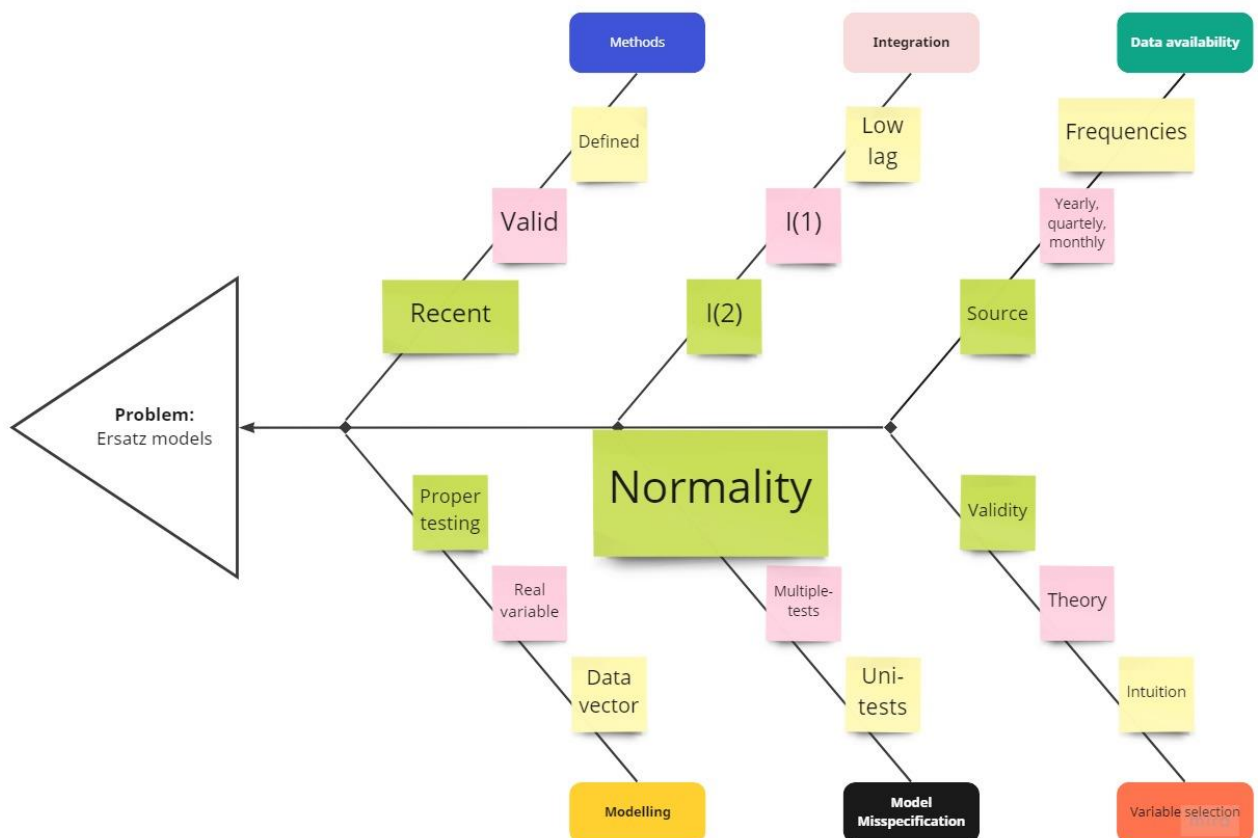 Methods
Integration
Data availability
Defined
Low
lag
Frequencies
Valid
I(1)
Yearly,
quartely,
monthly
Recent
I(2)
Source
Problem:
Ersatz models
Normality
Proper
testing
Validity
Real
variable
Multiple-
tests
Theory
Data
vector
Uni-
tests
Intuition
Modelling
Model
Misspecification
Variable selection